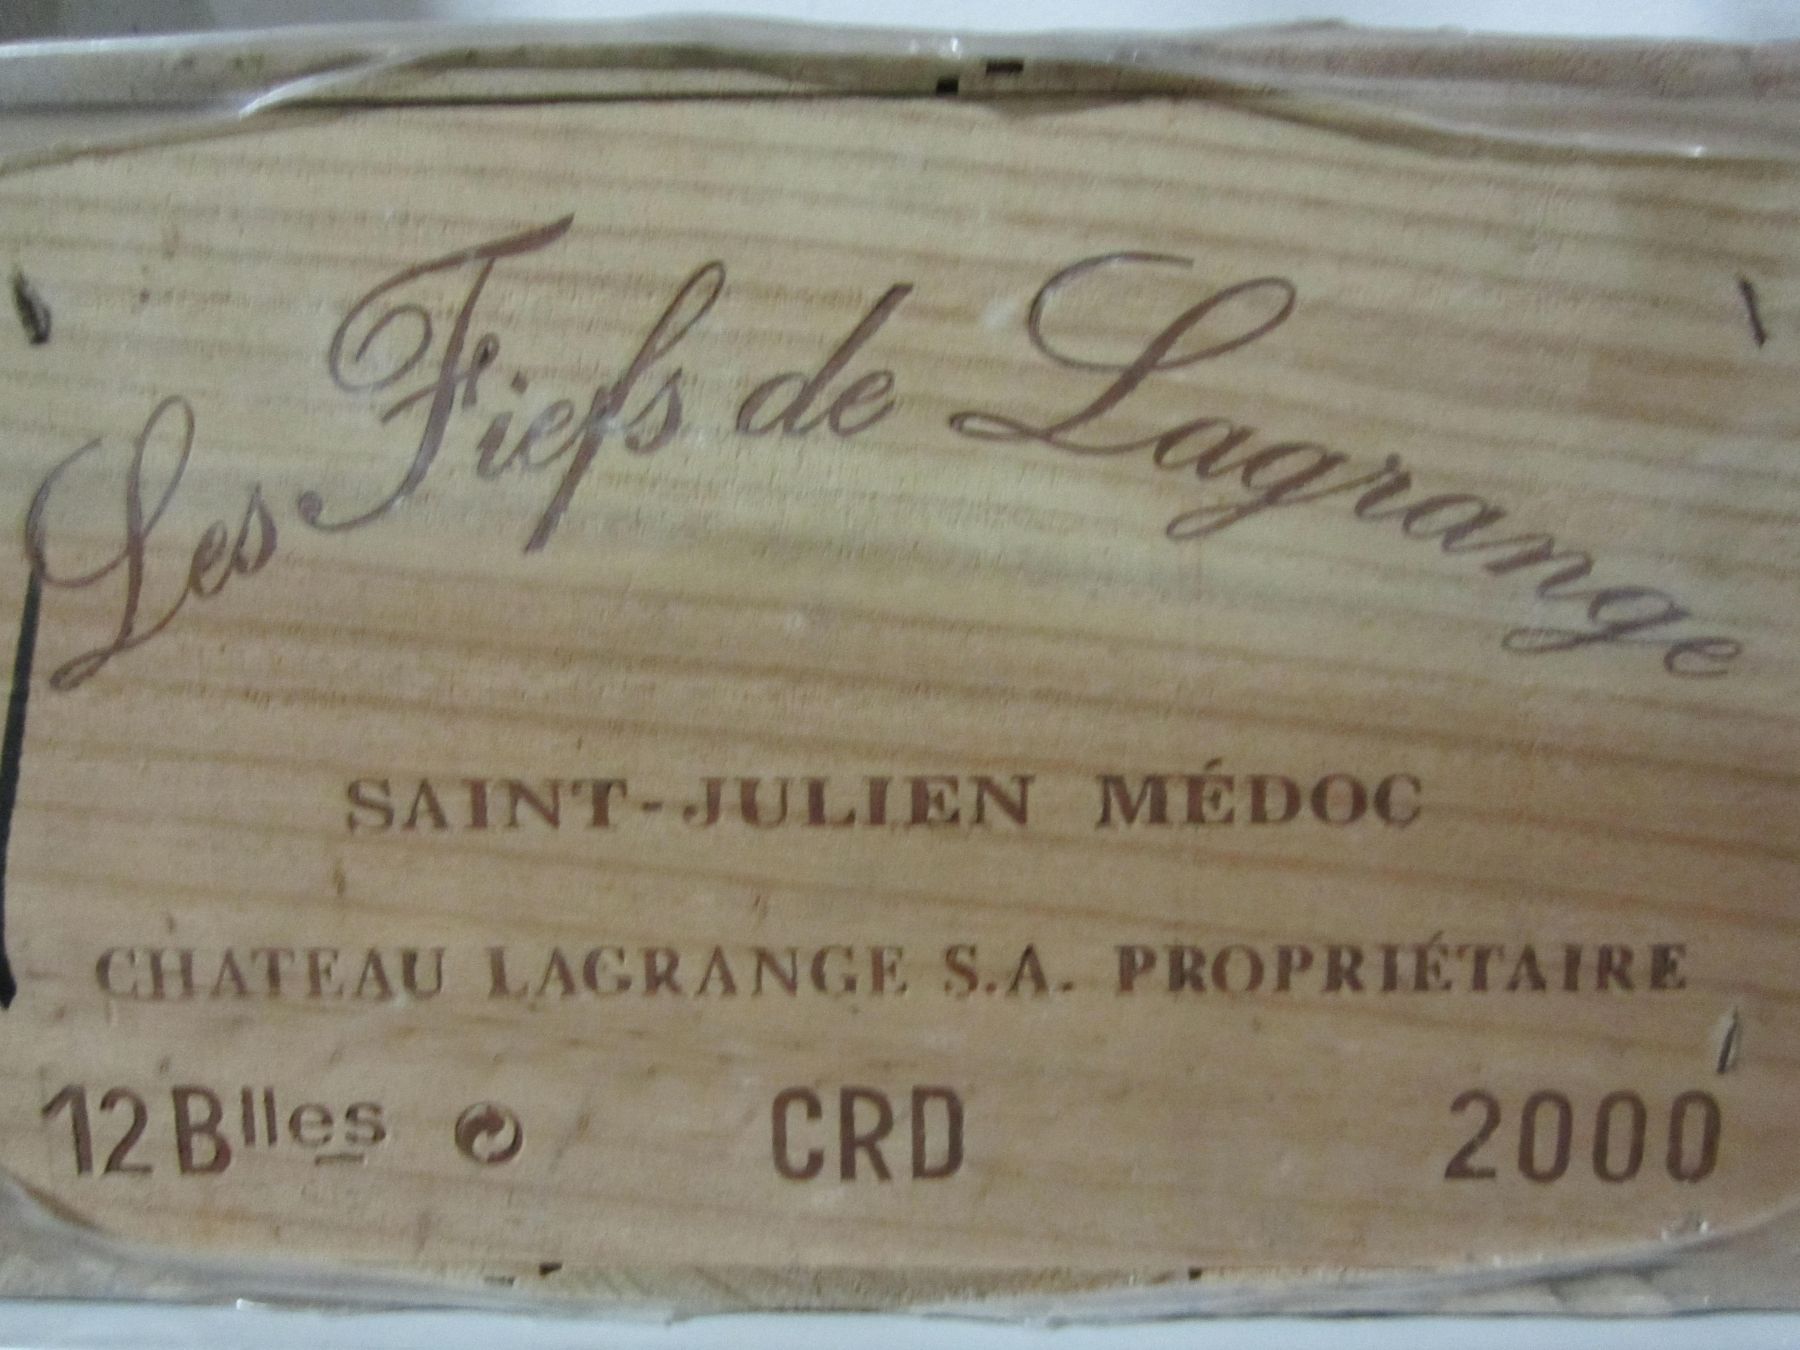 Les Fiefs de Lagrange
SAINT-JULIEN MÉDOC
CHATEAU LAGRANGE S.A. PROPRIÉTAIRE
12 Blles CRD 2000